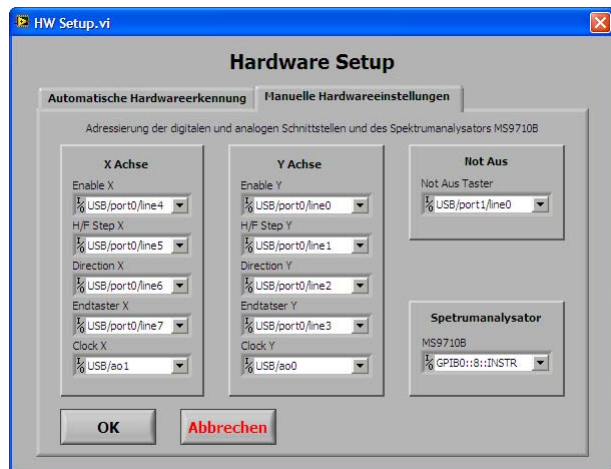 HW Setup.vi
Hardware Setup
Automatische Hardwareerkennung
Manuelle Hardwareeinstellungen
Adressierung der digitalen und analogen Schnittstellen und des Spektrumanalysators MS9710B
X Achse
Enable X
I/O USB/port0/line4
H/F Step X
I/O USB/port0/line5
Direction X
I/O USB/port0/line6
Endtaster X
I/O USB/port0/line7
Clock X
I/O USB/ao1
Y Achse
Enable Y
I/O USB/port0/line0
H/F Step Y
I/O USB/port0/line1
Direction Y
I/O USB/port0/line2
Endtatser Y
I/O USB/port0/line3
Clock Y
I/O USB/ao0
Not Aus
Not Aus Taster
I/O USB/port1/line0
Spetrumanalysator
MS9710B
I/O GPIB0::8::INSTR
OK
Abbrechen